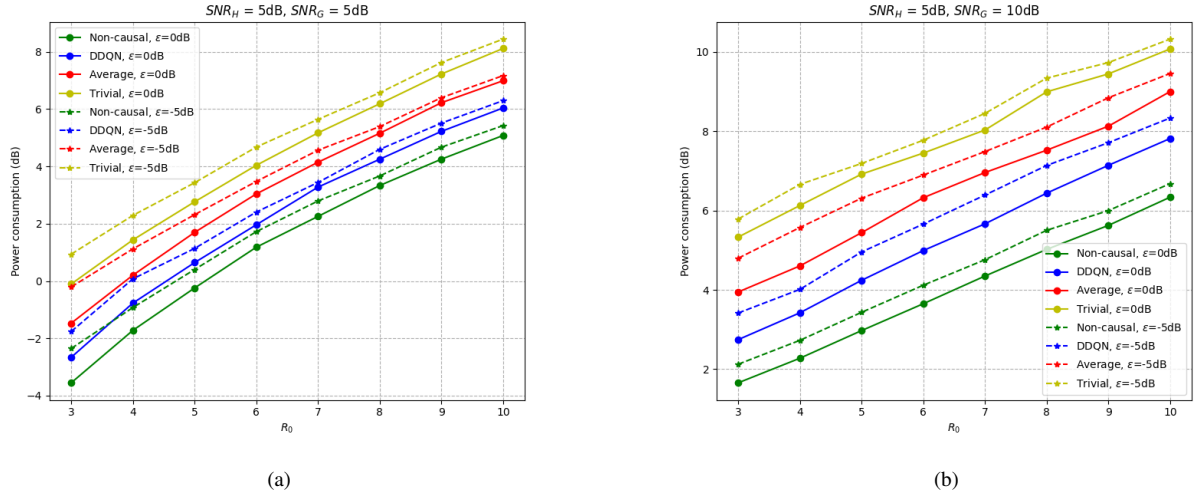 SNR_H = 5dB, SNR_G = 5dB
Non-causal, ε=0dB
DDQN, ε=0dB
Average, ε=0dB
Trivial, ε=0dB
Non-causal, ε=-5dB
DDQN, ε=-5dB
Average, ε=-5dB
Trivial, ε=-5dB
Power consumption (dB)
8
6
4
2
0
−2
−4
3 4 5 6 7 8 9 10
R_0
(a)
SNR_H = 5dB, SNR_G = 10dB
Power consumption (dB)
10
8
6
4
2
Non-causal, ε=0dB
DDQN, ε=0dB
Average, ε=0dB
Trivial, ε=0dB
Non-causal, ε=-5dB
DDQN, ε=-5dB
Average, ε=-5dB
Trivial, ε=-5dB
3 4 5 6 7 8 9 10
R_0
(b)